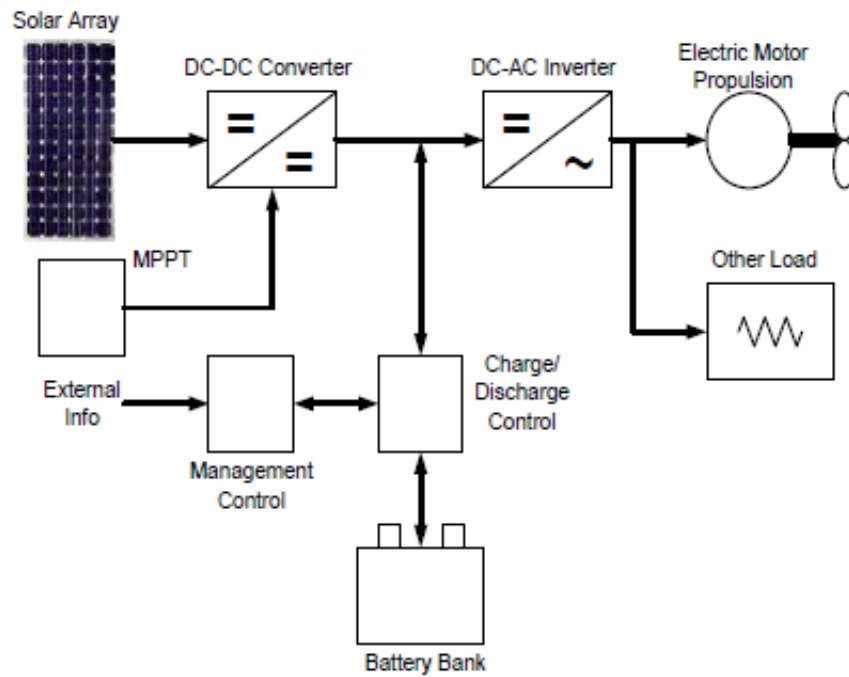 Solar Array
DC-DC Converter
DC-AC Inverter
Electric Motor
Propulsion
MPPT
Other Load
External
Info
Management
Control
Charge/
Discharge
Control
Battery Bank